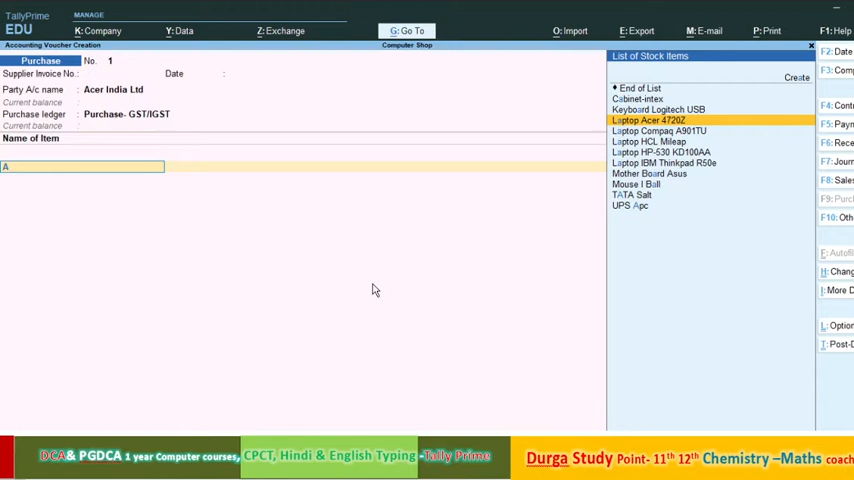 TallyPrime
EDU
MANAGE
K: Company
Y: Data
Z: Exchange
G: Go To
O: Import
E: Export
M: E-mail
P: Print
F1: Help
Accounting Voucher Creation
Computer Shop
Purchase No. 1
Supplier Invoice No.: Date :
Party A/c name : Acer India Ltd
Current balance :
Purchase ledger : Purchase- GST/IGST
Current balance :
Name of Item
A
List of Stock Items
Create
End of List
Cabinet-intex
Keyboard Logitech USB
Laptop Acer 4720Z
Laptop Compaq A901TU
Laptop HCL Mileap
Laptop HP-530 KD100AA
Laptop IBM Thinkpad R50e
Mother Board Asus
Mouse I Ball
TATA Salt
UPS Apc
F2: Date
F3: Comp
F4: Contr
F5: Payn
F6: Rece
F7: Journ
F8: Sales
F9: Purch
F10: Oth
F: Autofil
H: Chang
I: More D
L: Option
T: Post-D
DCA& PGDCA 1 year Computer courses, CPCT, Hindi & English Typing -Tally Prime
Durga Study Point- 11th 12th Chemistry –Maths coach